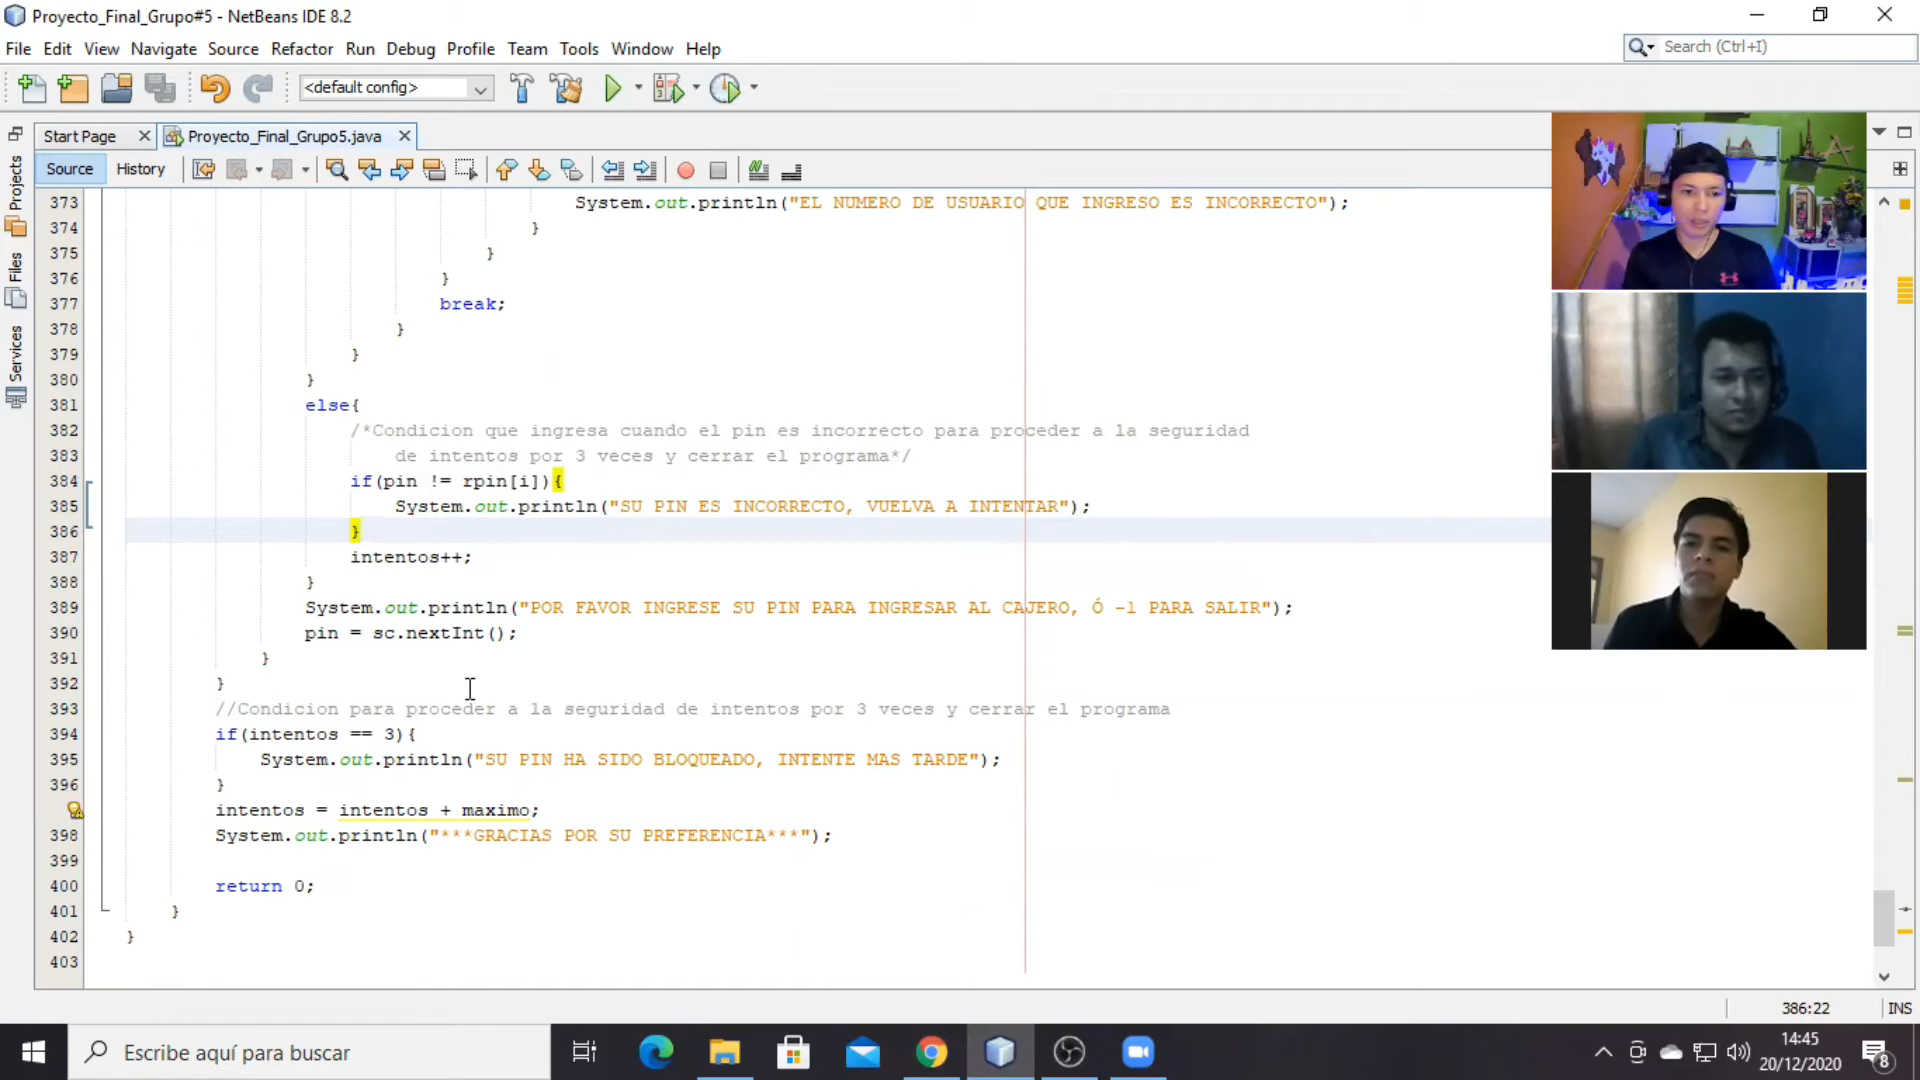 Proyecto_Final_Grupo#5 - NetBeans IDE 8.2
File Edit View Navigate Source Refactor Run Debug Profile Team Tools Window Help
Search (Ctrl+I)
<default config>
Start Page
Proyecto_Final_Grupo5.java
Source History
Projects
Files
Services
373 System.out.println("EL NUMERO DE USUARIO QUE INGRESO ES INCORRECTO");
374 }
375 }
376 }
377 break;
378 }
379 }
380 }
381 else{
382 /*Condicion que ingresa cuando el pin es incorrecto para proceder a la seguridad
383 de intentos por 3 veces y cerrar el programa*/
384 if(pin != rpin[i]){
385 System.out.println("SU PIN ES INCORRECTO, VUELVA A INTENTAR");
386 }
387 intentos++;
388 }
389 System.out.println("POR FAVOR INGRESE SU PIN PARA INGRESAR AL CAJERO, Ó -1 PARA SALIR");
390 pin = sc.nextInt();
391 }
392 }
393 //Condicion para proceder a la seguridad de intentos por 3 veces y cerrar el programa
394 if(intentos == 3){
395 System.out.println("SU PIN HA SIDO BLOQUEADO, INTENTE MAS TARDE");
396 }
intentos = intentos + maximo;
398 System.out.println("***GRACIAS POR SU PREFERENCIA***");
399
400 return 0;
401 }
402 }
403
386:22 INS
Escribe aquí para buscar
14:45
20/12/2020
8